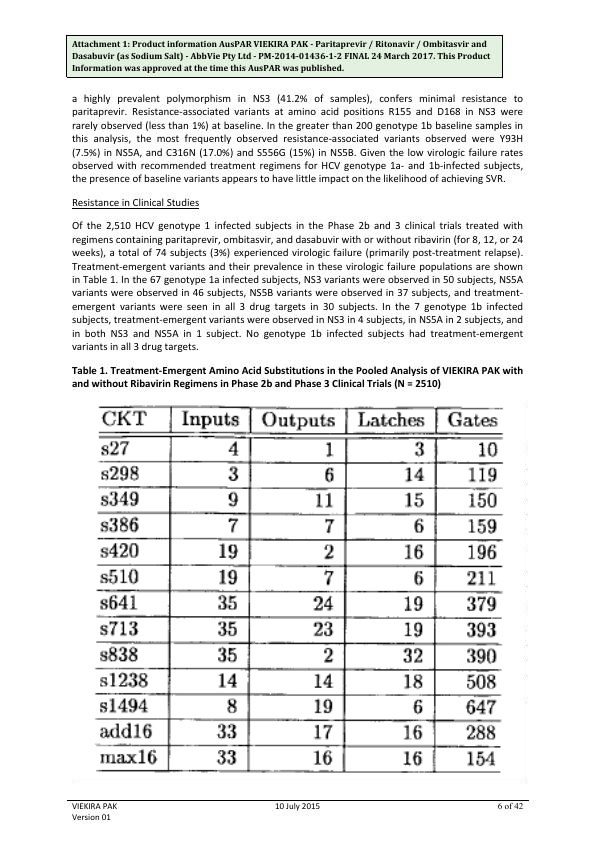 Attachment 1: Product information AusPAR VIEKIRA PAK - Paritaprevir / Ritonavir / Ombitasvir and
Dasabuvir (as Sodium Salt) - AbbVie Pty Ltd - PM-2014-01436-1-2 FINAL 24 March 2017. This Product
Information was approved at the time this AusPAR was published.
a highly prevalent polymorphism in NS3 (41.2% of samples), confers minimal resistance to
paritaprevir. Resistance-associated variants at amino acid positions R155 and D168 in NS3 were
rarely observed (less than 1%) at baseline. In the greater than 200 genotype 1b baseline samples in
this analysis, the most frequently observed resistance-associated variants observed were Y93H
(7.5%) in NS5A, and C316N (17.0%) and S556G (15%) in NS5B. Given the low virologic failure rates
observed with recommended treatment regimens for HCV genotype 1a- and 1b-infected subjects,
the presence of baseline variants appears to have little impact on the likelihood of achieving SVR.
Resistance in Clinical Studies
Of the 2,510 HCV genotype 1 infected subjects in the Phase 2b and 3 clinical trials treated with
regimens containing paritaprevir, ombitasvir, and dasabuvir with or without ribavirin (for 8, 12, or 24
weeks), a total of 74 subjects (3%) experienced virologic failure (primarily post-treatment relapse).
Treatment-emergent variants and their prevalence in these virologic failure populations are shown
in Table 1. In the 67 genotype 1a infected subjects, NS3 variants were observed in 50 subjects, NS5A
variants were observed in 46 subjects, NS5B variants were observed in 37 subjects, and treatment-
emergent variants were seen in all 3 drug targets in 30 subjects. In the 7 genotype 1b infected
subjects, treatment-emergent variants were observed in NS3 in 4 subjects, in NS5A in 2 subjects, and
in both NS3 and NS5A in 1 subject. No genotype 1b infected subjects had treatment-emergent
variants in all 3 drug targets.
Table 1. Treatment-Emergent Amino Acid Substitutions in the Pooled Analysis of VIEKIRA PAK with
and without Ribavirin Regimens in Phase 2b and Phase 3 Clinical Trials (N = 2510)
CKT Inputs Outputs Latches Gates
s27 4 1 3 10
s298 3 6 14 119
s349 9 11 15 150
s386 7 7 6 159
s420 19 2 16 196
s510 19 7 6 211
s641 35 24 19 379
s713 35 23 19 393
s838 35 2 32 390
s1238 14 14 18 508
s1494 8 19 6 647
add16 33 17 16 288
max16 33 16 16 154
VIEKIRA PAK 10 July 2015 6 of 42
Version 01